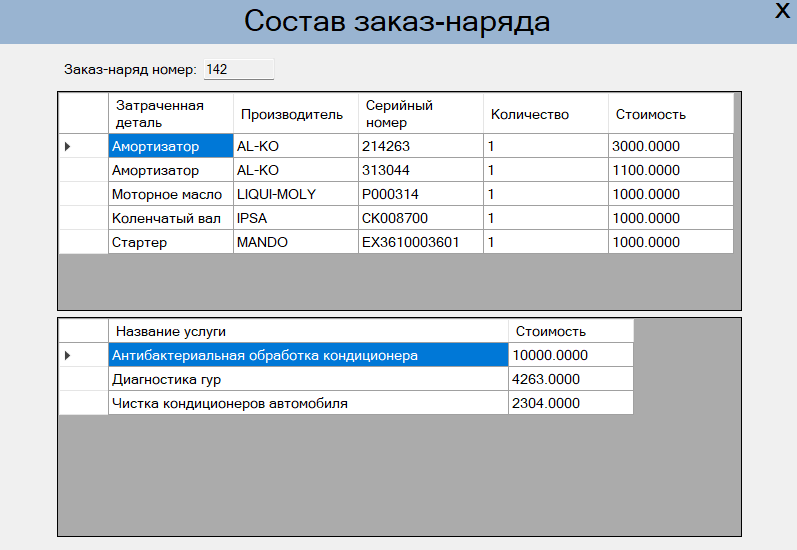 Состав заказ-наряда
X
Заказ-наряд номер: 142
Затраченная деталь Производитель Серийный номер Количество Стоимость
Амортизатор AL-KO 214263 1 3000.0000
Амортизатор AL-KO 313044 1 1100.0000
Моторное масло LIQUI-MOLY P000314 1 1000.0000
Коленчатый вал IPSA CK008700 1 1000.0000
Стартер MANDO EX3610003601 1 1000.0000
Название услуги Стоимость
Антибактериальная обработка кондиционера 10000.0000
Диагностика гур 4263.0000
Чистка кондиционеров автомобиля 2304.0000